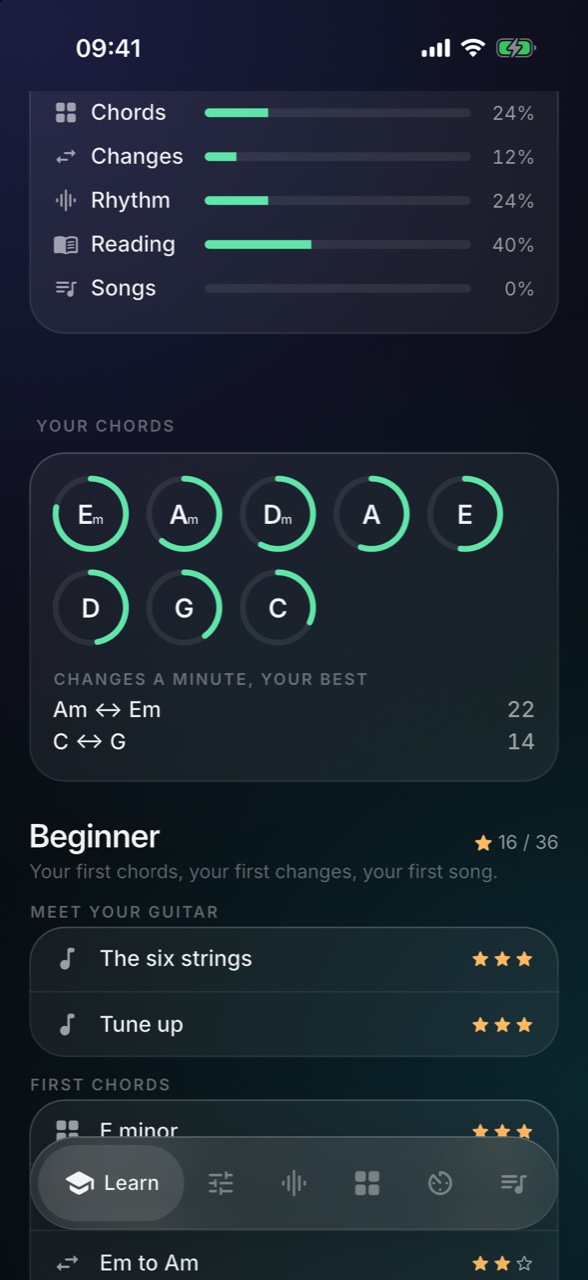 09:41
Chords 24%
Changes 12%
Rhythm 24%
Reading 40%
Songs 0%
YOUR CHORDS
Em Am Dm A E
D G C
CHANGES A MINUTE, YOUR BEST
Am ↔ Em 22
C ↔ G 14
Beginner 16 / 36
Your first chords, your first changes, your first song.
MEET YOUR GUITAR
The six strings
Tune up
FIRST CHORDS
E minor
Learn
Em to Am